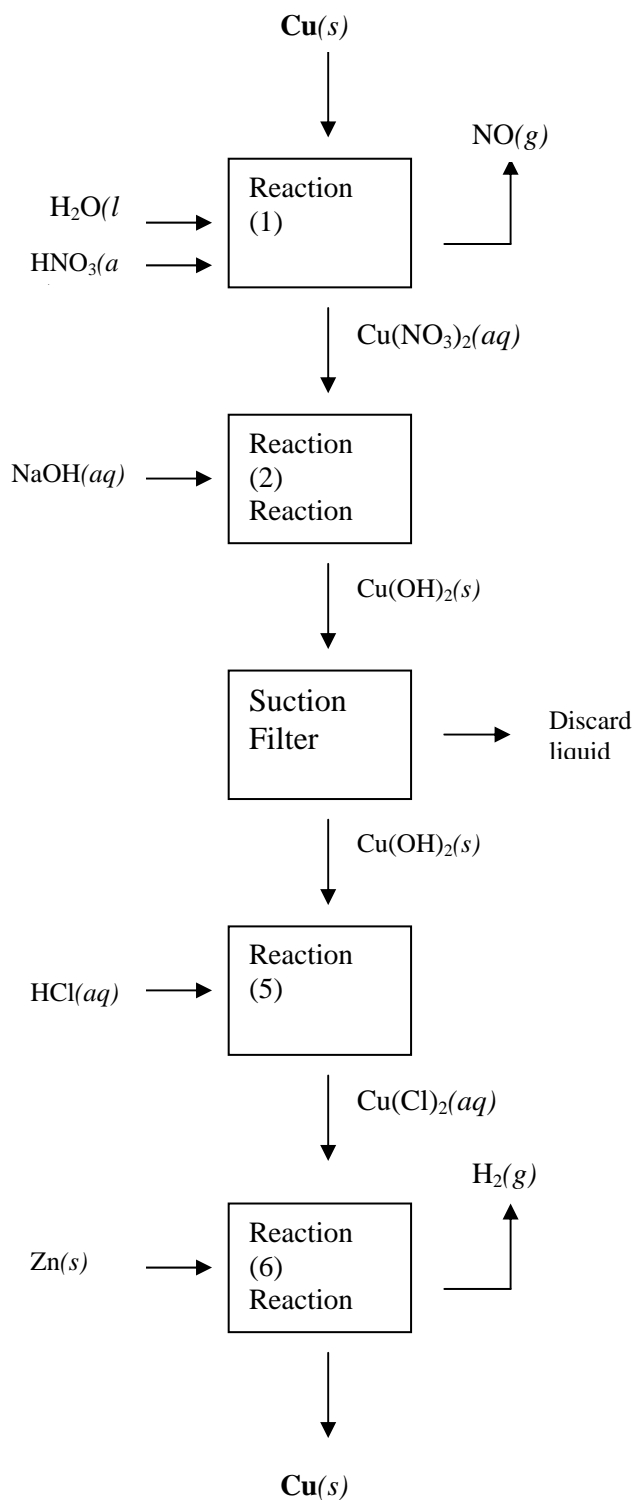 Cu(s)
NO(g)
Reaction
(1)
H₂O(l
HNO₃(a
Cu(NO₃)₂(aq)
Reaction
(2)
Reaction
NaOH(aq)
Cu(OH)₂(s)
Suction
Filter
Discard
liquid
Cu(OH)₂(s)
Reaction
(5)
HCl(aq)
Cu(Cl)₂(aq)
H₂(g)
Reaction
(6)
Reaction
Zn(s)
Cu(s)